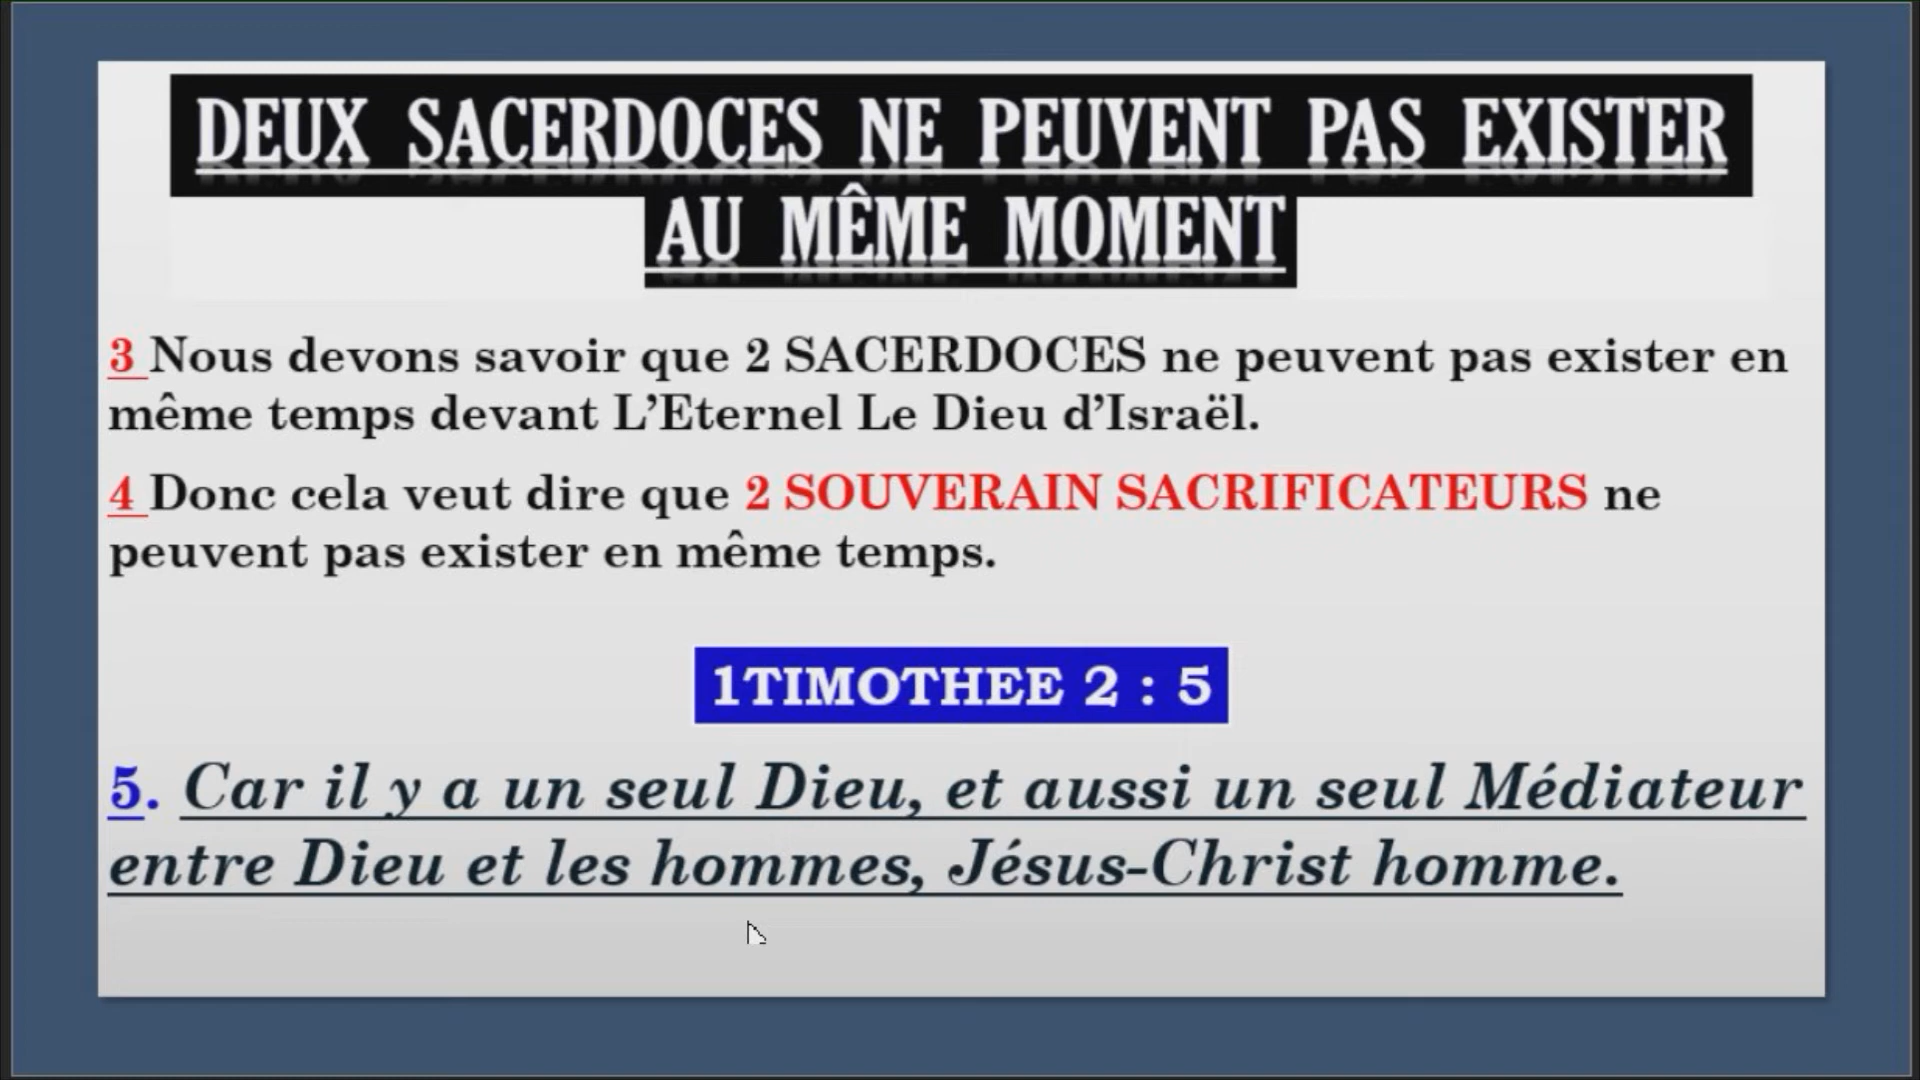 DEUX SACERDOCES NE PEUVENT PAS EXISTER
AU MÊME MOMENT
3 Nous devons savoir que 2 SACERDOCES ne peuvent pas exister en
même temps devant L’Eternel Le Dieu d’Israël.
4 Donc cela veut dire que 2 SOUVERAIN SACRIFICATEURS ne
peuvent pas exister en même temps.
1TIMOTHEE 2 : 5
5. Car il y a un seul Dieu, et aussi un seul Médiateur
entre Dieu et les hommes, Jésus-Christ homme.